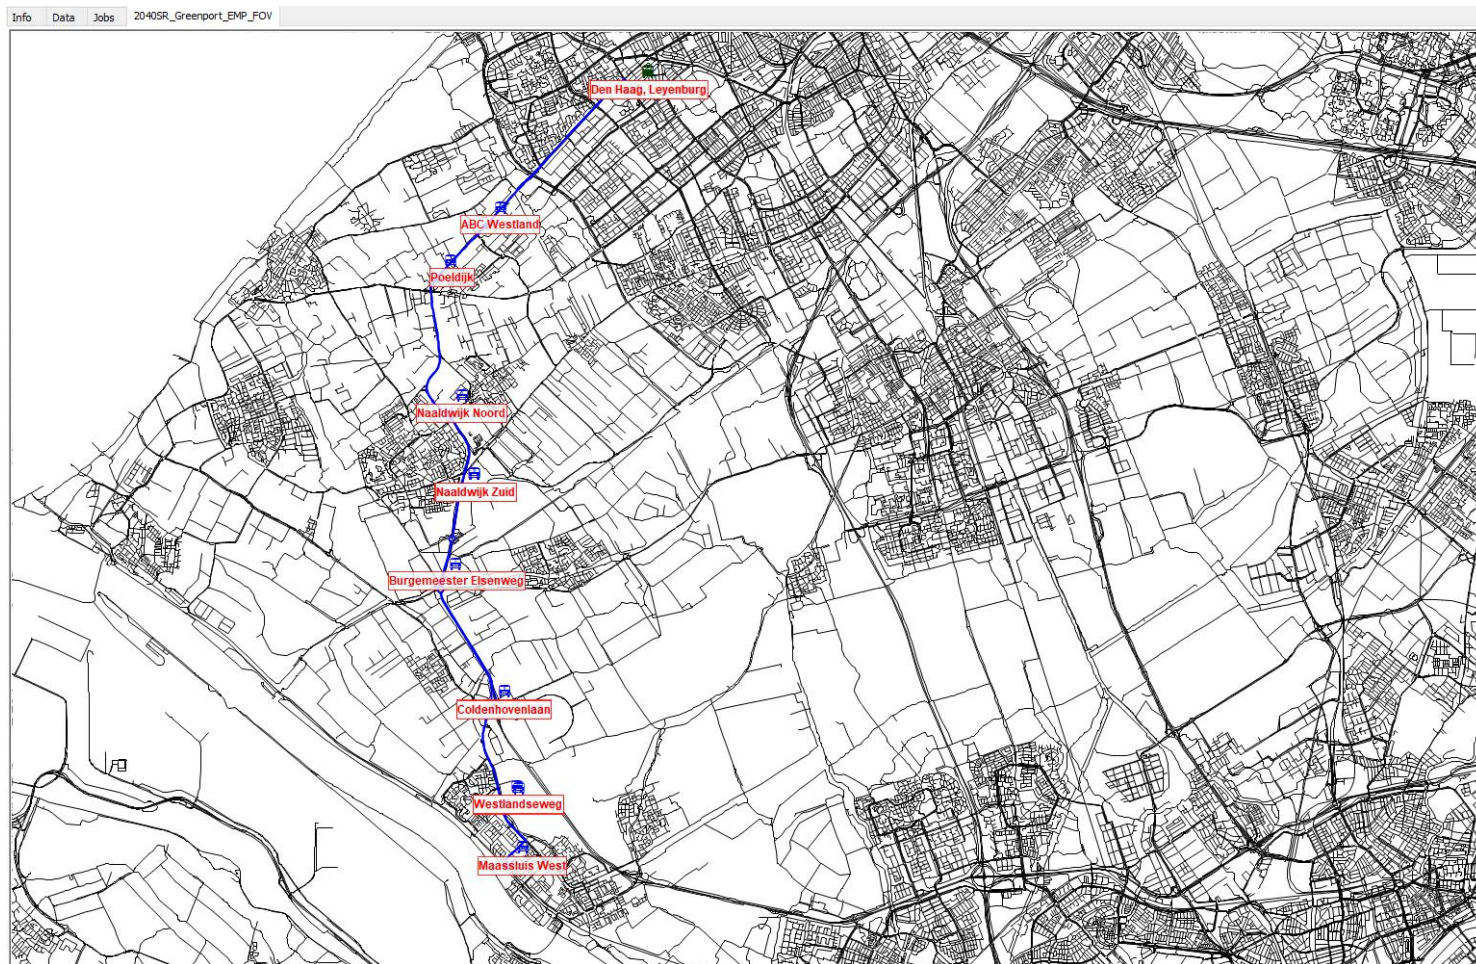 Info Data Jobs 2040SR_Greenport_EMP_FOV
Den Haag, Leyenburg
ABC Westland
Poeldijk
Naaldwijk Noord
Naaldwijk Zuid
Burgemeester Elsenweg
Coldenhovenlaan
Westlandseweg
Maassluis West